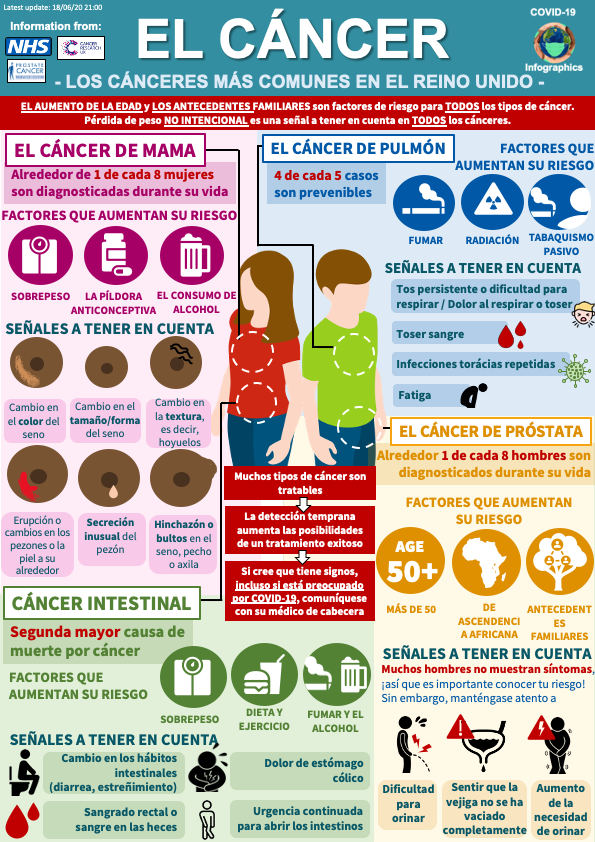 Latest update: 18/06/20 21:00
Information from:
NHS
CANCER
RESEARCH
UK
PROSTATE
CANCER
EL CÁNCER
- LOS CÁNCERES MÁS COMUNES EN EL REINO UNIDO -
COVID-19
Infographics
EL AUMENTO DE LA EDAD y LOS ANTECEDENTES FAMILIARES son factores de riesgo para TODOS los tipos de cáncer.
Pérdida de peso NO INTENCIONAL es una señal a tener en cuenta en TODOS los cánceres.
EL CÁNCER DE MAMA
Alrededor de 1 de cada 8 mujeres
son diagnosticadas durante su vida
FACTORES QUE AUMENTAN SU RIESGO
SOBREPESO
LA PÍLDORA
ANTICONCEPTIVA
EL CONSUMO DE
ALCOHOL
SEÑALES A TENER EN CUENTA
Cambio en
el color del
seno
Cambio en el
tamaño/forma
del seno
Cambio en
la textura,
es decir,
hoyuelos
Erupción o
cambios en los
pezones o la
piel a su
alrededor
Secreción
inusual del
pezón
Hinchazón o
bultos en el
seno, pecho
o axila
EL CÁNCER DE PULMÓN
4 de cada 5 casos
son prevenibles
FACTORES QUE
AUMENTAN SU RIESGO
FUMAR
RADIACIÓN
TABAQUISMO
PASIVO
SEÑALES A TENER EN CUENTA
Tos persistente o dificultad para
respirar / Dolor al respirar o toser
Toser sangre
Infecciones torácias repetidas
Fatiga
Muchos tipos de cáncer son
tratables
La detección temprana
aumenta las posibilidades
de un tratamiento exitoso
Si cree que tiene signos,
incluso si está preocupado
por COVID-19, comuníquese
con su médico de cabecera
EL CÁNCER DE PRÓSTATA
Alrededor 1 de cada 8 hombres son
diagnosticados durante su vida
FACTORES QUE AUMENTAN
SU RIESGO
AGE
50+
MÁS DE 50
DE
ASCENDENCI
A AFRICANA
ANTECEDENT
ES
FAMILIARES
SEÑALES A TENER EN CUENTA
Muchos hombres no muestran síntomas,
¡así que es importante conocer tu riesgo!
Sin embargo, manténgase atento a
Dificultad
para
orinar
Sentir que la
vejiga no se ha
vaciado
completamente
Aumento
de la
necesidad
de orinar
CÁNCER INTESTINAL
Segunda mayor causa de
muerte por cáncer
FACTORES QUE
AUMENTAN SU RIESGO
SOBREPESO
DIETA Y
EJERCICIO
FUMAR Y EL
ALCOHOL
SEÑALES A TENER EN CUENTA
Cambio en los hábitos
intestinales
(diarrea, estreñimiento)
Dolor de estómago
cólico
Sangrado rectal o
sangre en las heces
Urgencia continuada
para abrir los intestinos